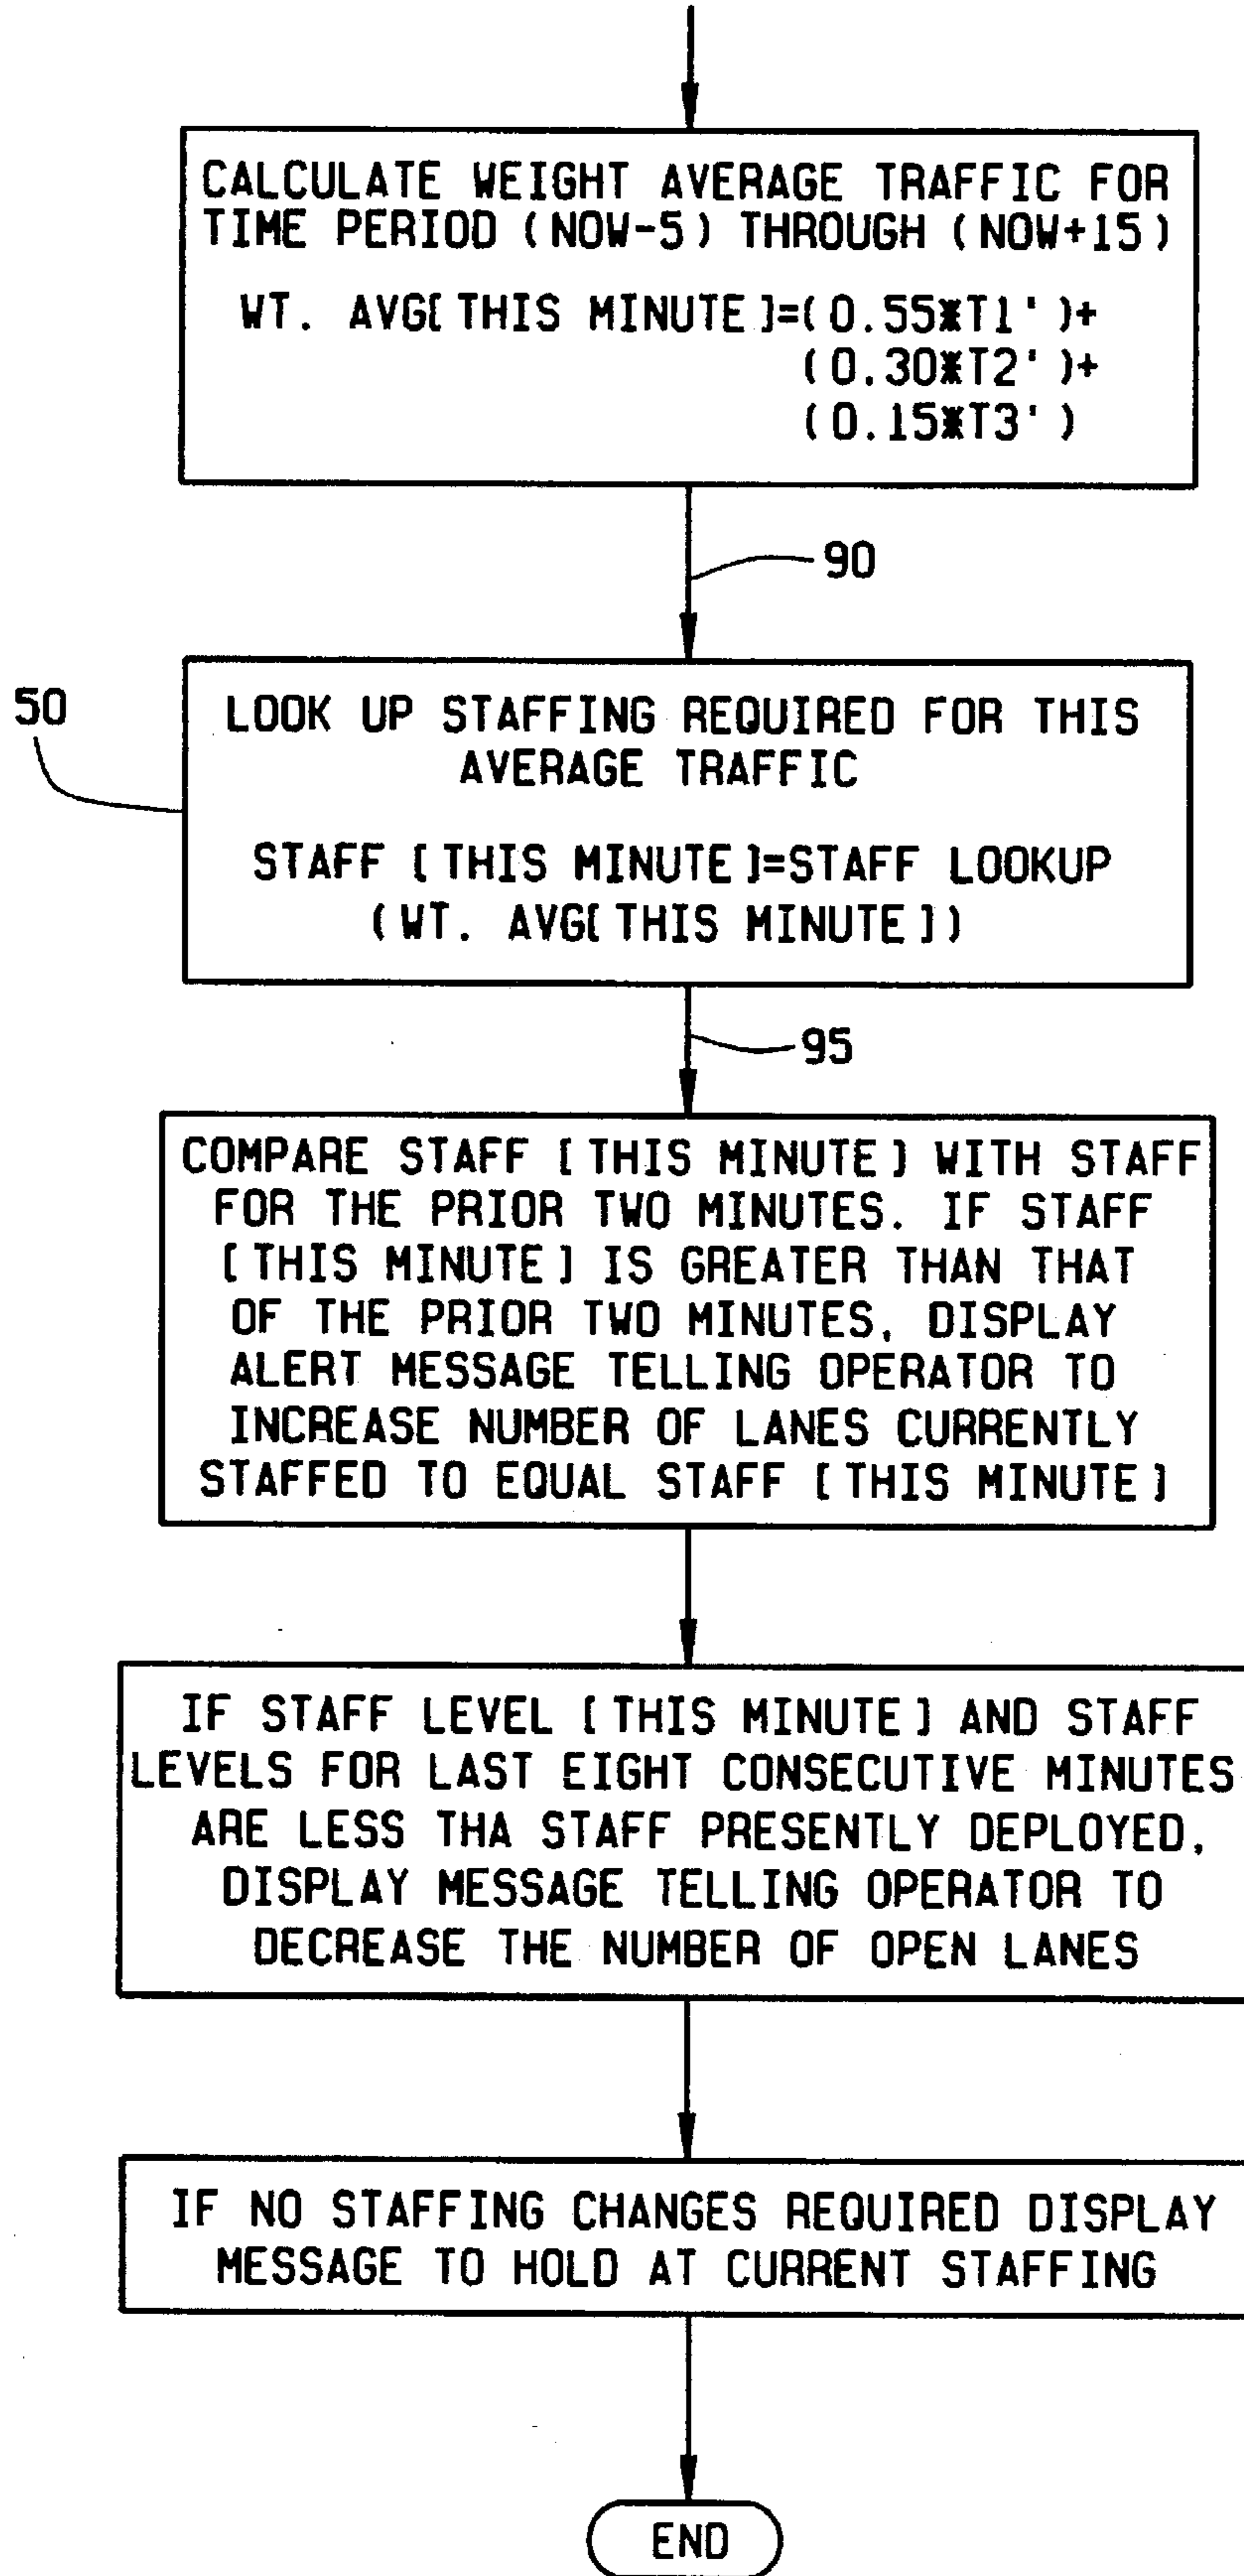 CALCULATE WEIGHT AVERAGE TRAFFIC FOR
TIME PERIOD (NOW-5) THROUGH (NOW+15)
WT. AVG[THIS MINUTE]=(0.55*T1')+
(0.30*T2')+
(0.15*T3')
90
50
LOOK UP STAFFING REQUIRED FOR THIS
AVERAGE TRAFFIC
STAFF [THIS MINUTE]=STAFF LOOKUP
(WT. AVG[THIS MINUTE])
95
COMPARE STAFF [THIS MINUTE] WITH STAFF
FOR THE PRIOR TWO MINUTES. IF STAFF
[THIS MINUTE] IS GREATER THAN THAT
OF THE PRIOR TWO MINUTES, DISPLAY
ALERT MESSAGE TELLING OPERATOR TO
INCREASE NUMBER OF LANES CURRENTLY
STAFFED TO EQUAL STAFF [THIS MINUTE]
IF STAFF LEVEL [THIS MINUTE] AND STAFF
LEVELS FOR LAST EIGHT CONSECUTIVE MINUTES
ARE LESS THA STAFF PRESENTLY DEPLOYED,
DISPLAY MESSAGE TELLING OPERATOR TO
DECREASE THE NUMBER OF OPEN LANES
IF NO STAFFING CHANGES REQUIRED DISPLAY
MESSAGE TO HOLD AT CURRENT STAFFING
END